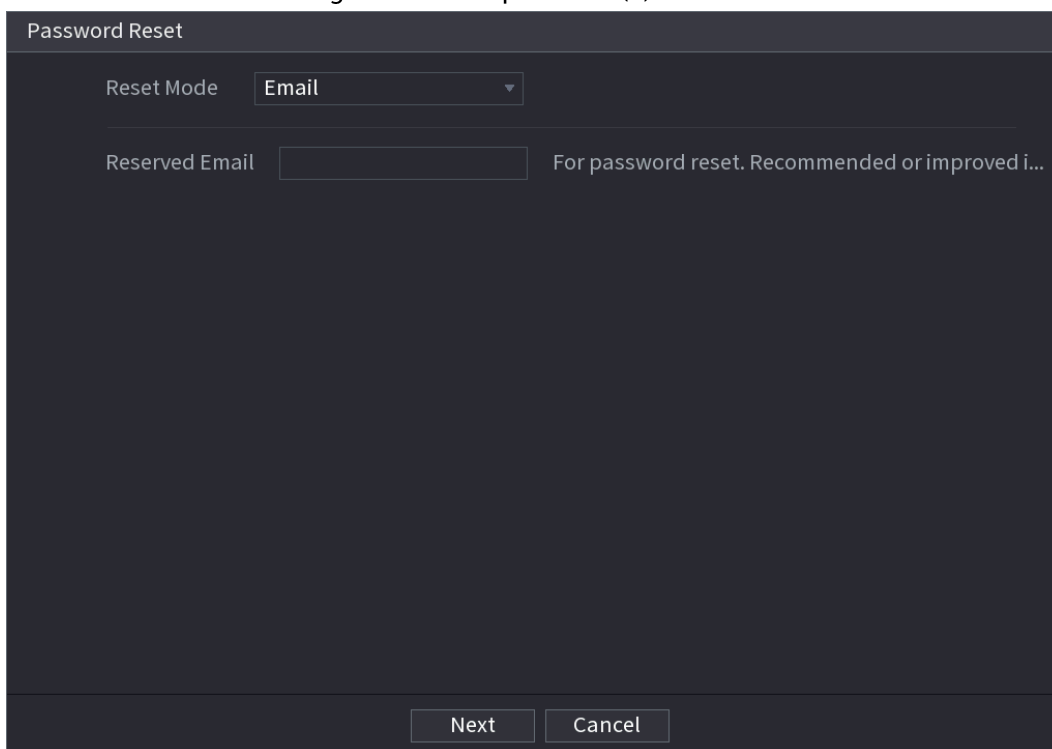 Password Reset
Reset Mode Email
Reserved Email For password reset. Recommended or improved i...
Next Cancel